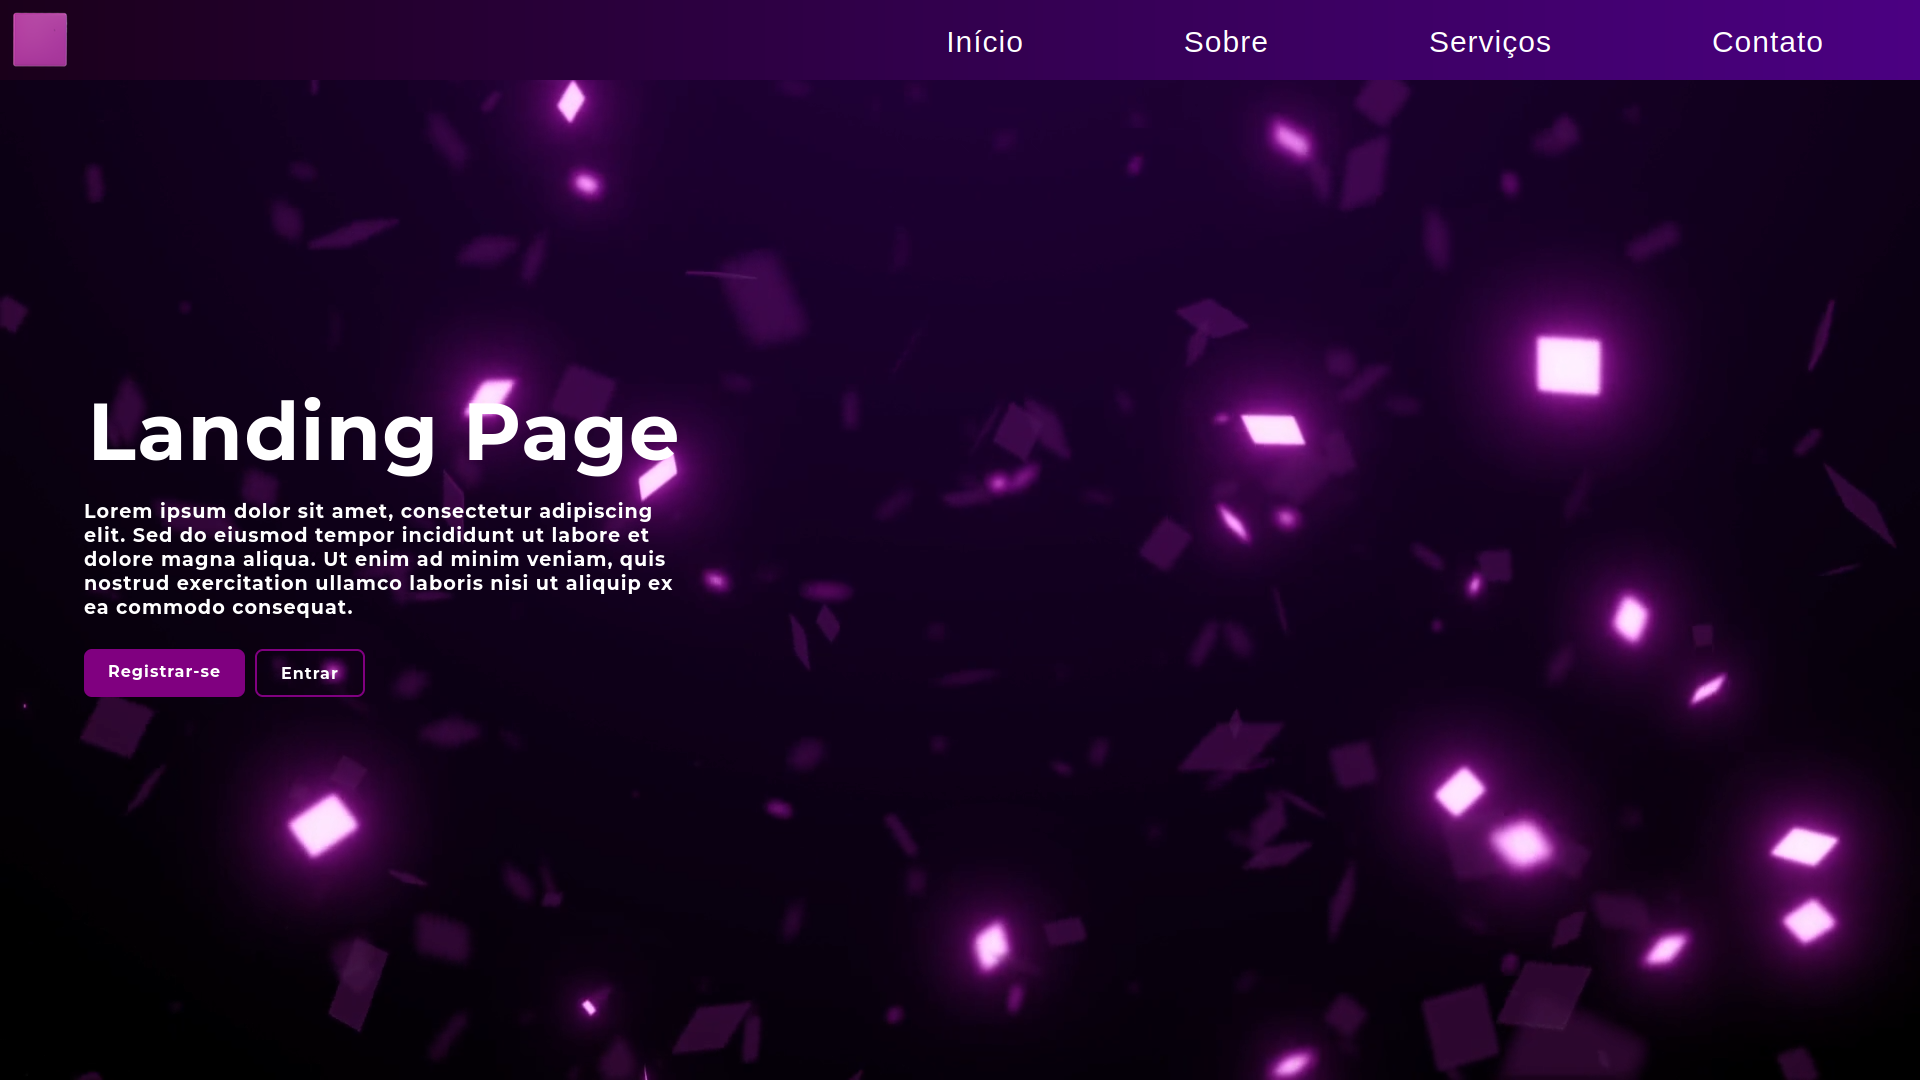 Início
Sobre
Serviços
Contato
Landing Page
Lorem ipsum dolor sit amet, consectetur adipiscing
elit. Sed do eiusmod tempor incididunt ut labore et
dolore magna aliqua. Ut enim ad minim veniam, quis
nostrud exercitation ullamco laboris nisi ut aliquip ex
ea commodo consequat.
Registrar-se
Entrar